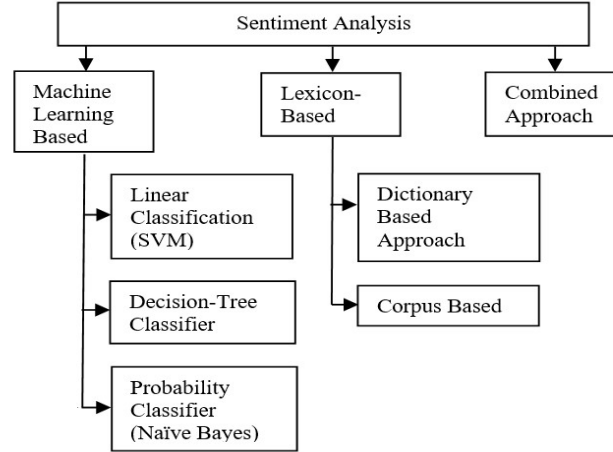 Sentiment Analysis
Machine
Learning
Based
Lexicon-
Based
Combined
Approach
Linear
Classification
(SVM)
Decision-Tree
Classifier
Probability
Classifier
(Naïve Bayes)
Dictionary
Based
Approach
Corpus Based